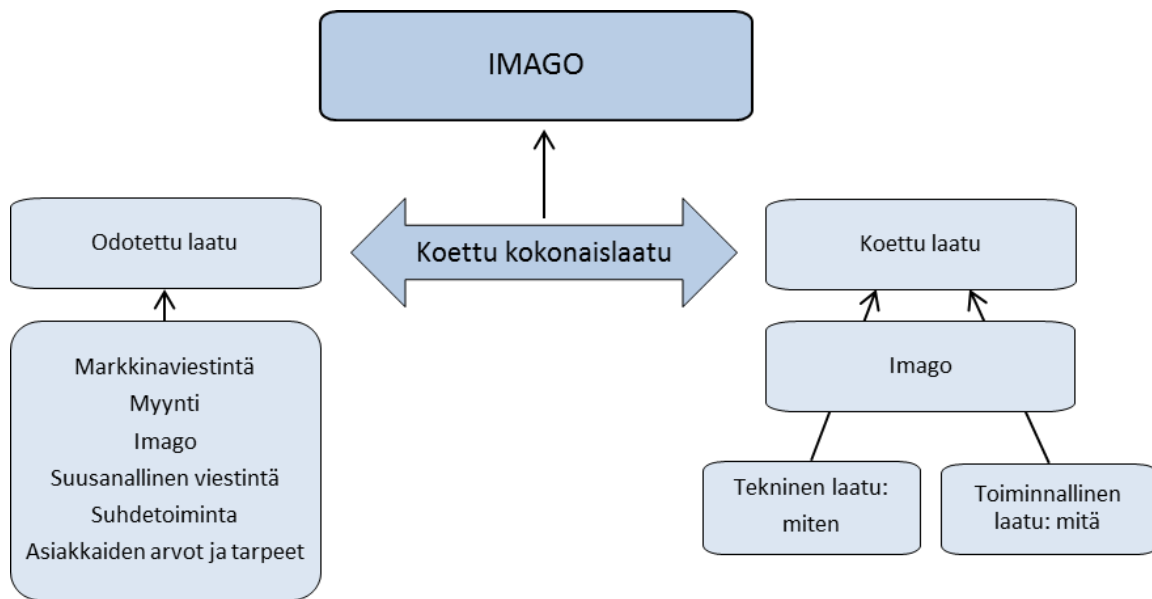 IMAGO
Odotettu laatu
Koettu kokonaislaatu
Koettu laatu
Markkinaviestintä
Myynti
Imago
Suusanallinen viestintä
Suhdetoiminta
Asiakkaiden arvot ja tarpeet
Imago
Tekninen laatu:
miten
Toiminnallinen
laatu: mitä